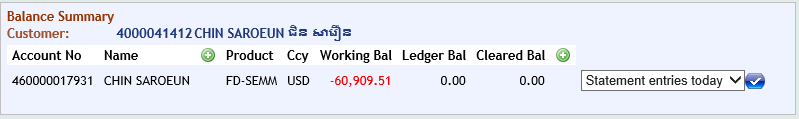 Balance Summary
Customer: 4000041412 CHIN SAROEUN ជិន សារឿន
Account No Name Product Ccy Working Bal Ledger Bal Cleared Bal
460000017931 CHIN SAROEUN FD-SEMM USD -60,909.51 0.00 0.00 Statement entries today